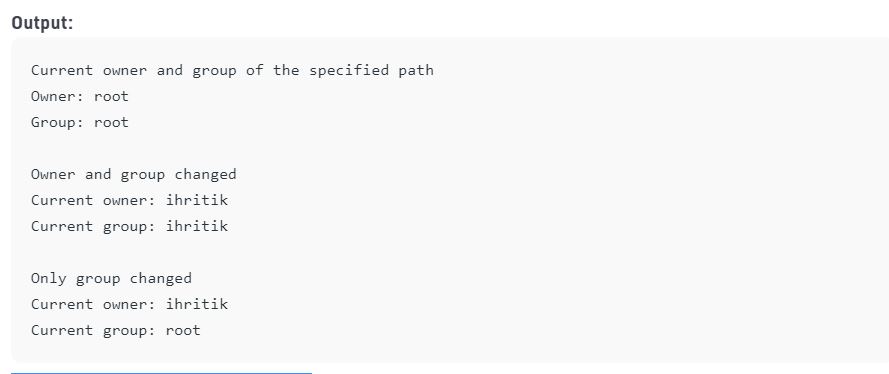 Output:
Current owner and group of the specified path
Owner: root
Group: root
Owner and group changed
Current owner: ihritik
Current group: ihritik
Only group changed
Current owner: ihritik
Current group: root